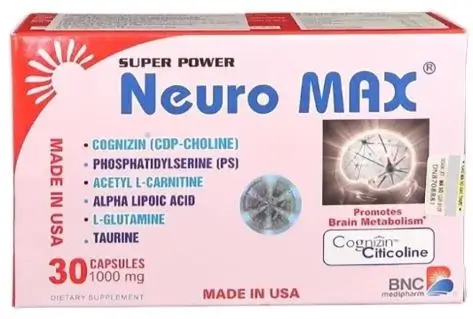 SUPER POWER
Neuro MAX®
MADE IN USA
• COGNIZIN (CDP-CHOLINE)
• PHOSPHATIDYLSERINE (PS)
• ACETYL L-CARNITINE
• ALPHA LIPOIC ACID
• L-GLUTAMINE
• TAURINE
Promotes
Brain Metabolism*
Cognizin™
Citicoline
30 CAPSULES
1000 mg
DIETARY SUPPLEMENT
MADE IN USA
BNC
medipharm